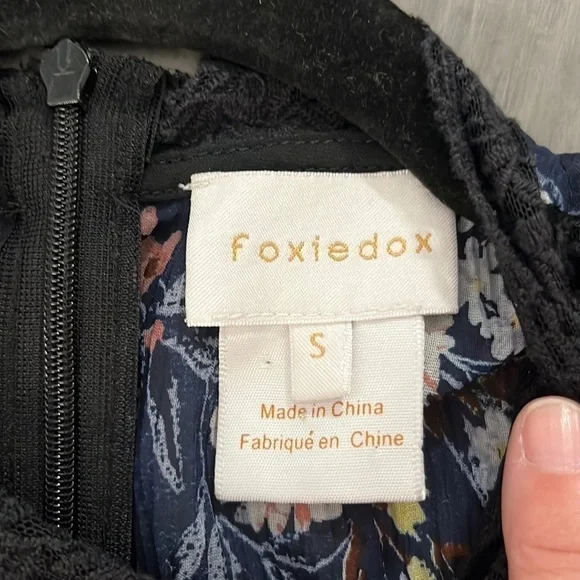 foxiedox
S
Made in China
Fabriqué en Chine